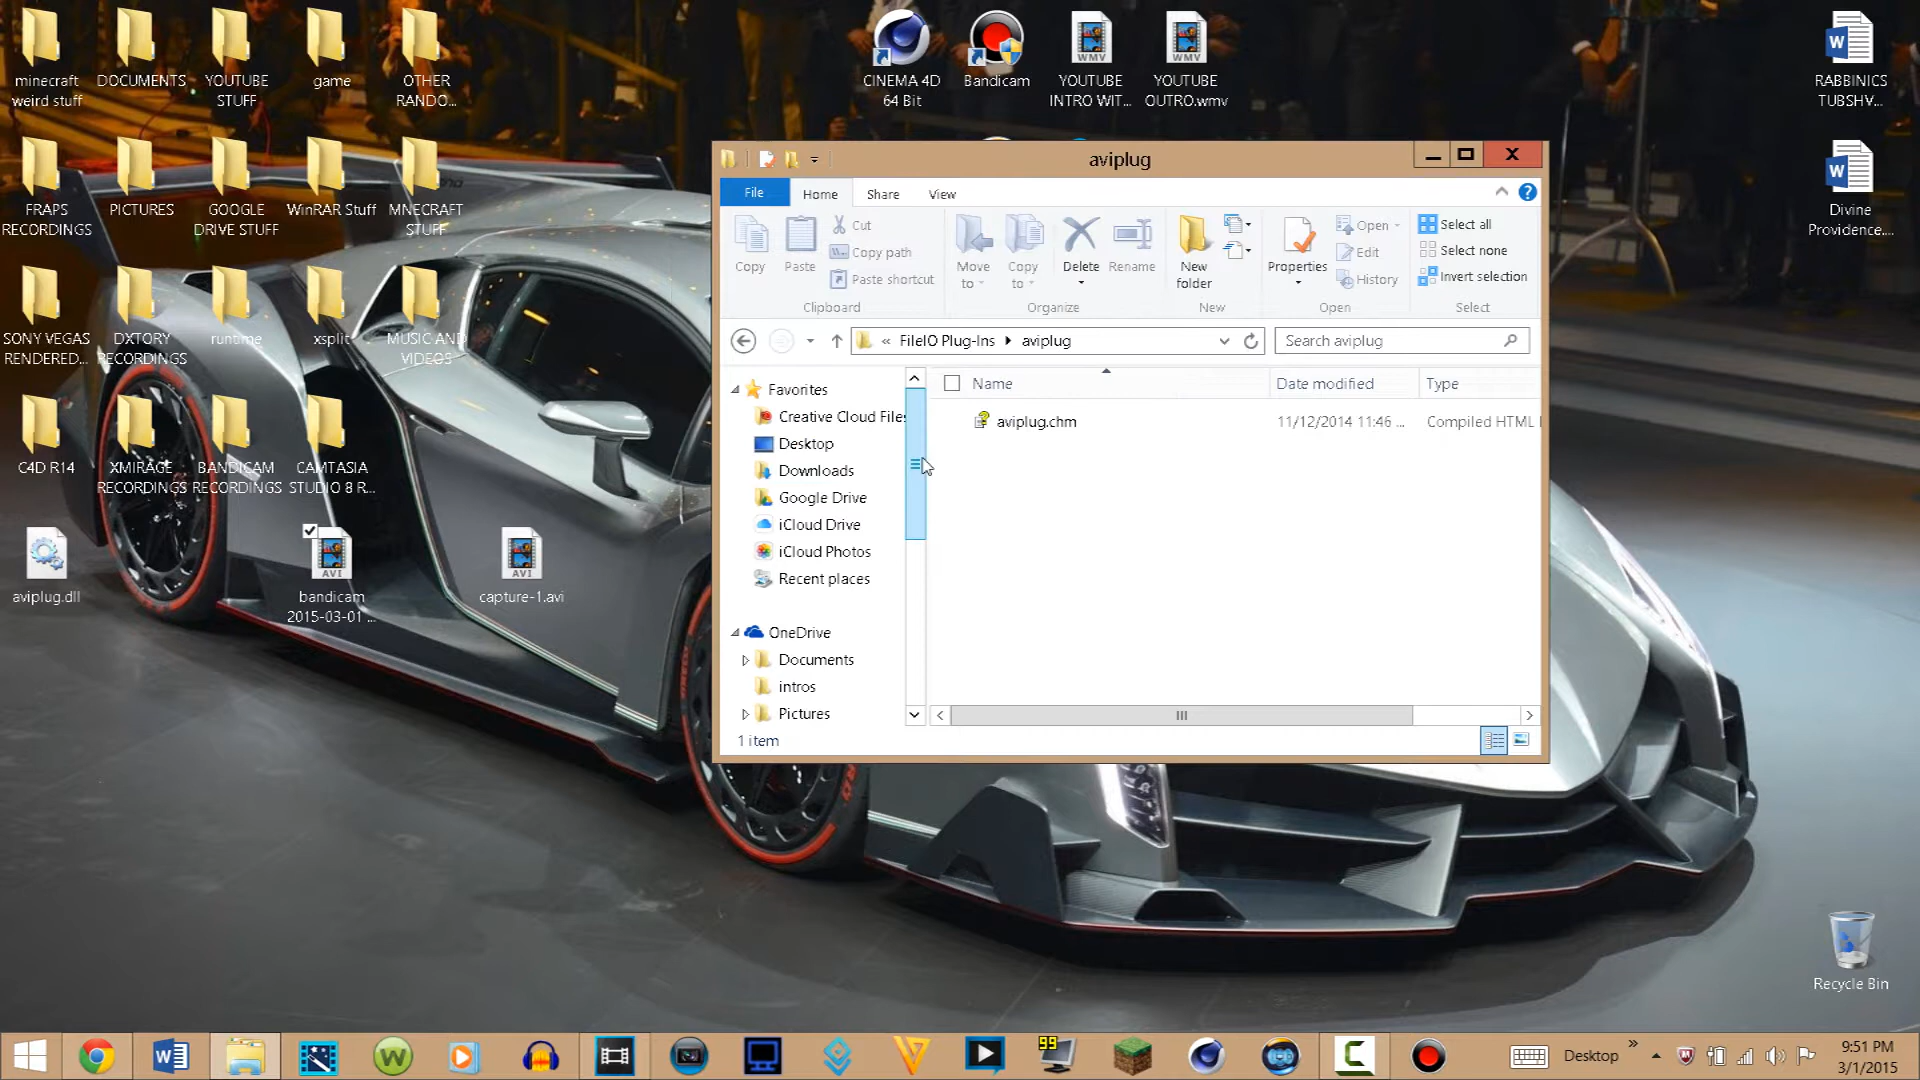 minecraft
weird stuff
DOCUMENTS
YOUTUBE
STUFF
game
OTHER
RANDO...
CINEMA 4D
64 Bit
Bandicam
WMV
YOUTUBE
INTRO WIT...
WMV
YOUTUBE
OUTRO.wmv
RABBINICS
TUBSHV...
FRAPS
RECORDINGS
PICTURES
GOOGLE
DRIVE STUFF
WinRAR Stuff
MNECRAFT
STUFF
Divine
Providence....
SONY VEGAS
RENDERED...
DXTORY
RECORDINGS
runtime
xsplit
MUSIC AND
VIDEOS
C4D R14
XMIRAGE
RECORDINGS
BANDICAM
RECORDINGS
CAMTASIA
STUDIO 8 R...
aviplug.dll
AVI
bandicam
2015-03-01 ...
AVI
capture-1.avi
aviplug
File
Home
Share
View
Copy
Paste
Cut
Copy path
Paste shortcut
Clipboard
Move
to
Copy
to
Delete
Rename
Organize
New
folder
New
Properties
Open
Edit
History
Open
Select all
Select none
Invert selection
Select
« FileIO Plug-Ins
aviplug
Search aviplug
Favorites
Creative Cloud Files
Desktop
Downloads
Google Drive
iCloud Drive
iCloud Photos
Recent places
OneDrive
Documents
intros
Pictures
Name
Date modified
Type
aviplug.chm
11/12/2014 11:46 ...
Compiled HTML
1 item
Recycle Bin
99
Desktop
9:51 PM
3/1/2015